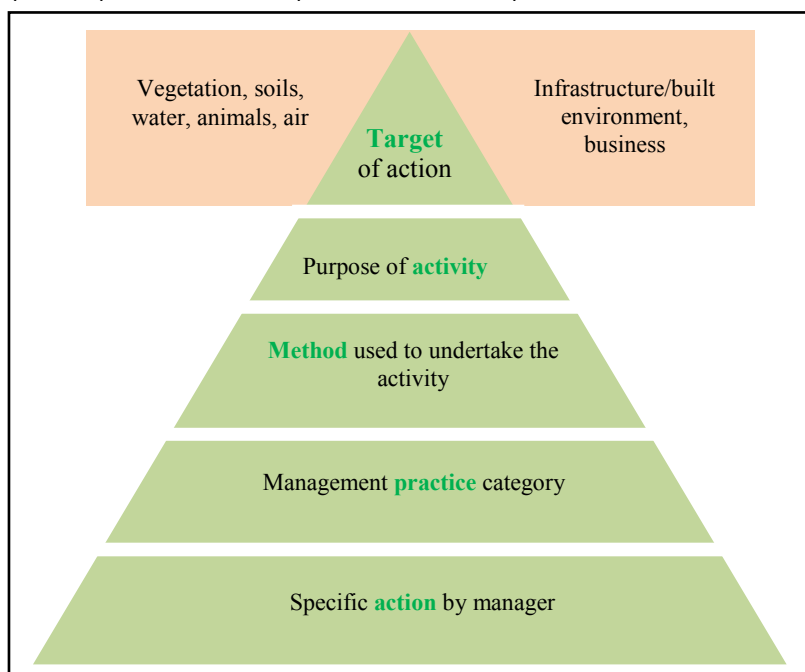 Vegetation, soils,
water, animals, air
Infrastructure/built
environment,
business
Target
of action
Purpose of activity
Method used to undertake the
activity
Management practice category
Specific action by manager